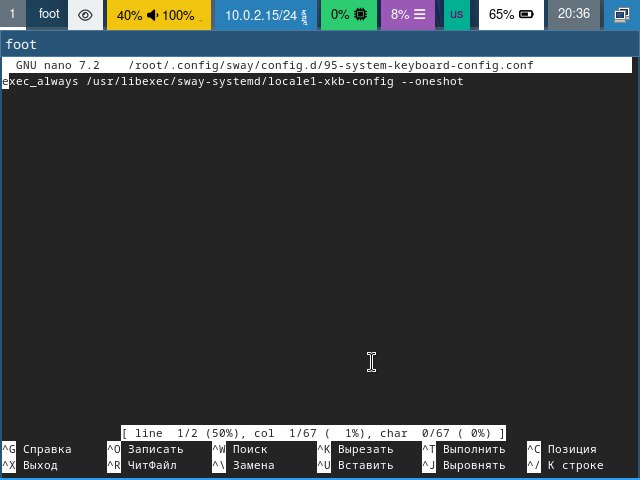 1 foot 40% 100% 10.0.2.15/24 0% 8% us 65% 20:36
foot
GNU nano 7.2 /root/.config/sway/config.d/95-system-keyboard-config.conf
exec_always /usr/libexec/sway-systemd/locale1-xkb-config --oneshot
[ line 1/2 (50%), col 1/67 ( 1%), char 0/67 ( 0%) ]
^G Справка ^O Записать ^W Поиск ^K Вырезать ^T Выполнить ^C Позиция
^X Выход ^R ЧитФайл ^\ Замена ^U Вставить ^J Выровнять ^/ К строке